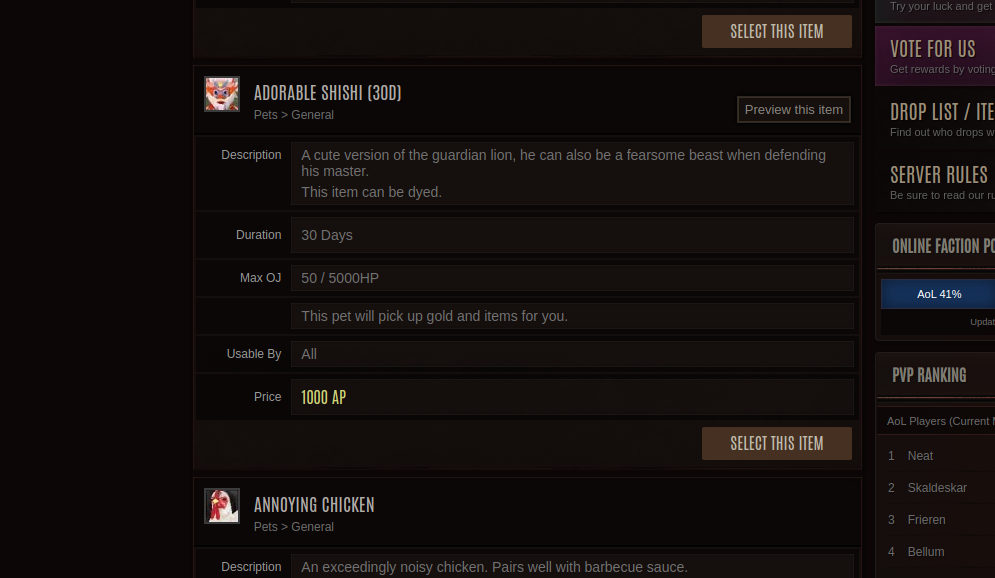 SELECT THIS ITEM
ADORABLE SHISHI (30D)
Pets > General
Preview this item
Description
A cute version of the guardian lion, he can also be a fearsome beast when defending
his master.
This item can be dyed.
Duration
30 Days
Max OJ
50 / 5000HP
This pet will pick up gold and items for you.
Usable By
All
Price
1000 AP
SELECT THIS ITEM
ANNOYING CHICKEN
Pets > General
Description
An exceedingly noisy chicken. Pairs well with barbecue sauce.
Try your luck and get
VOTE FOR US
Get rewards by voting
DROP LIST / ITE
Find out who drops w
SERVER RULES
Be sure to read our ru
ONLINE FACTION PO
AoL 41%
Updat
PVP RANKING
AoL Players (Current M
1 Neat
2 Skaldeskar
3 Frieren
4 Bellum